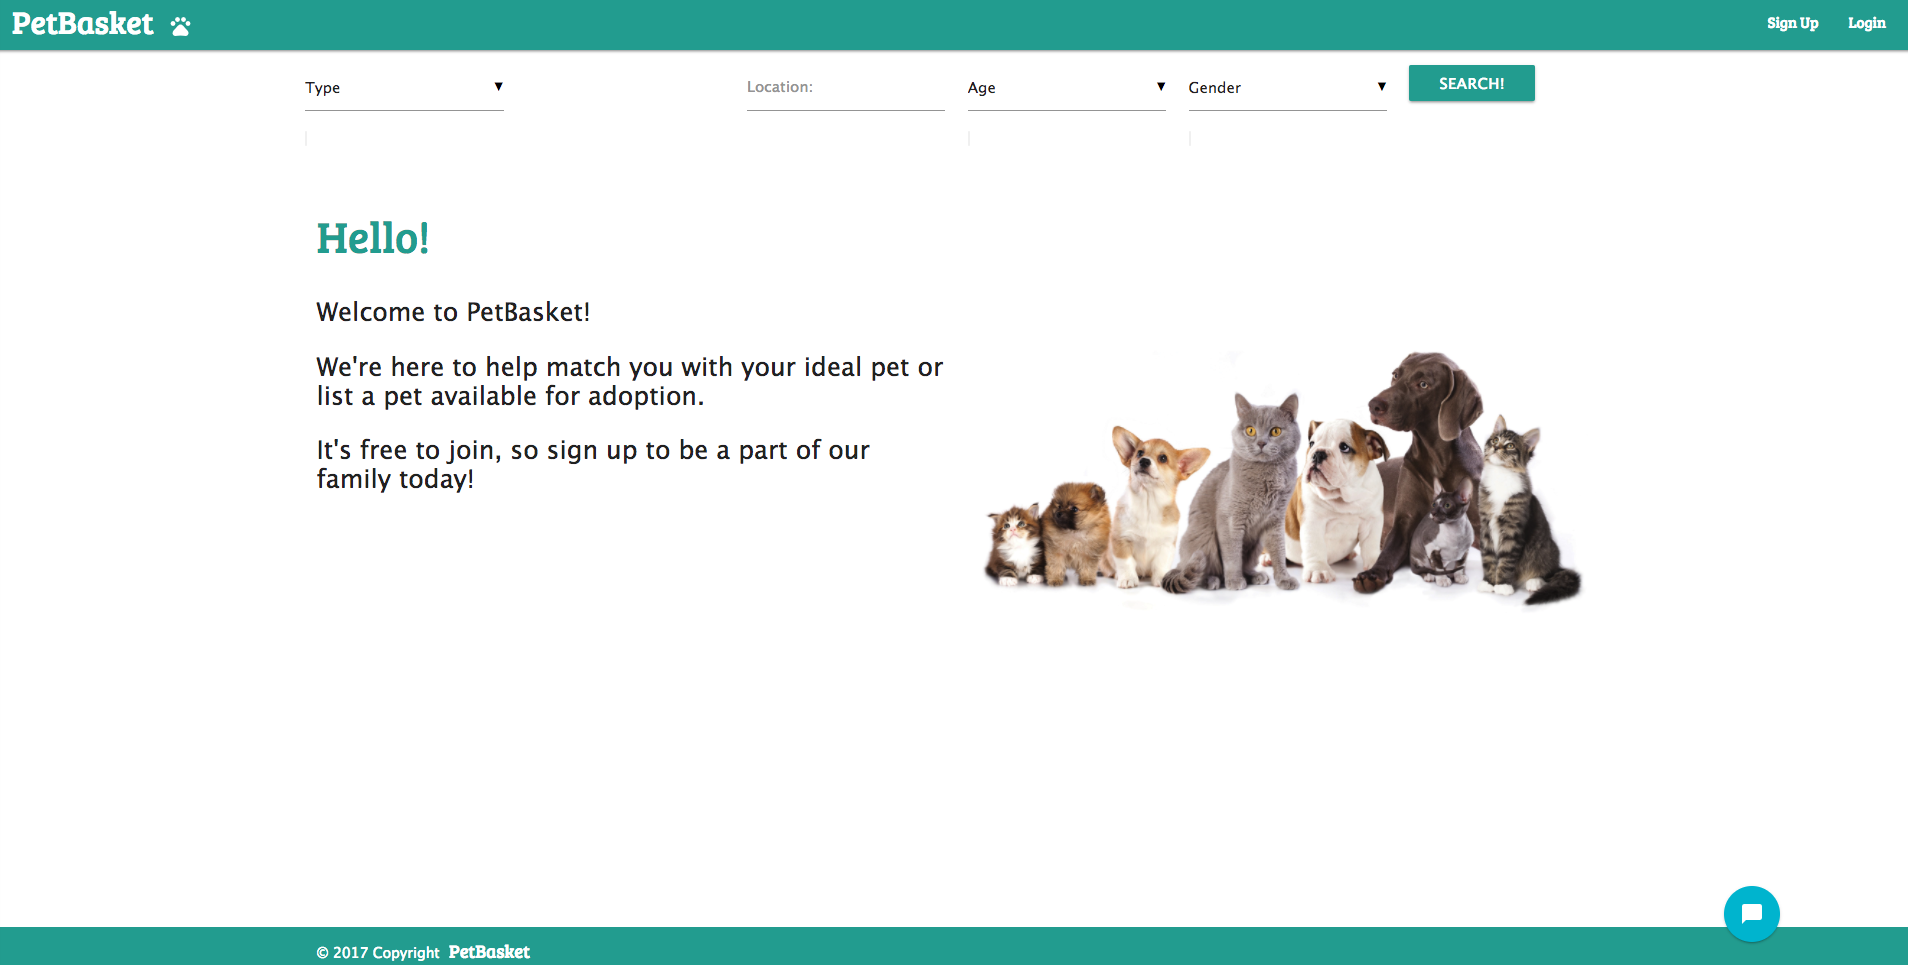 PetBasket
Sign Up
Login
Type
Location:
Age
Gender
SEARCH!
Hello!
Welcome to PetBasket!
We're here to help match you with your ideal pet or
list a pet available for adoption.
It's free to join, so sign up to be a part of our
family today!
© 2017 Copyright PetBasket